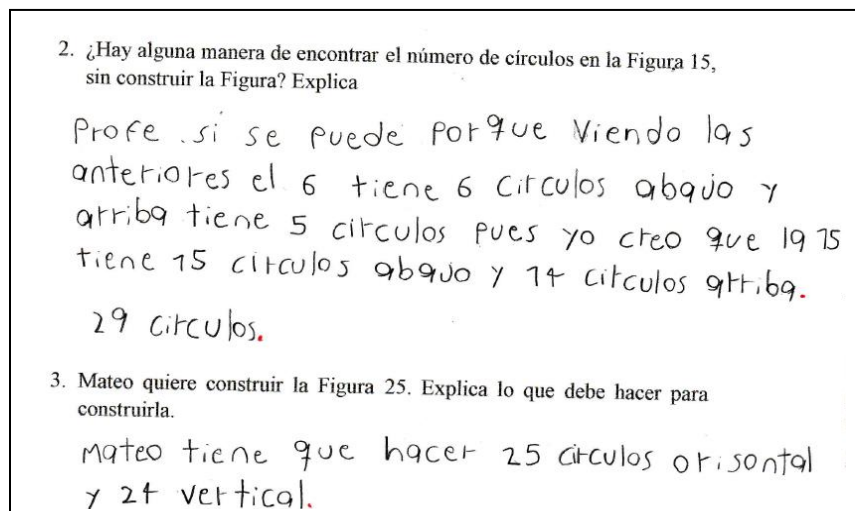 2. ¿Hay alguna manera de encontrar el número de círculos en la Figura 15,
sin construir la Figura? Explica
Profe. si se puede porque viendo las
anteriores el 6 tiene 6 circulos abajo y
arriba tiene 5 circulos pues yo creo que la 15
tiene 15 circulos abajo y 14 circulos arriba.
29 circulos.
3. Mateo quiere construir la Figura 25. Explica lo que debe hacer para
construirla.
Mateo tiene que hacer 25 circulos orisontal
y 24 vertical.